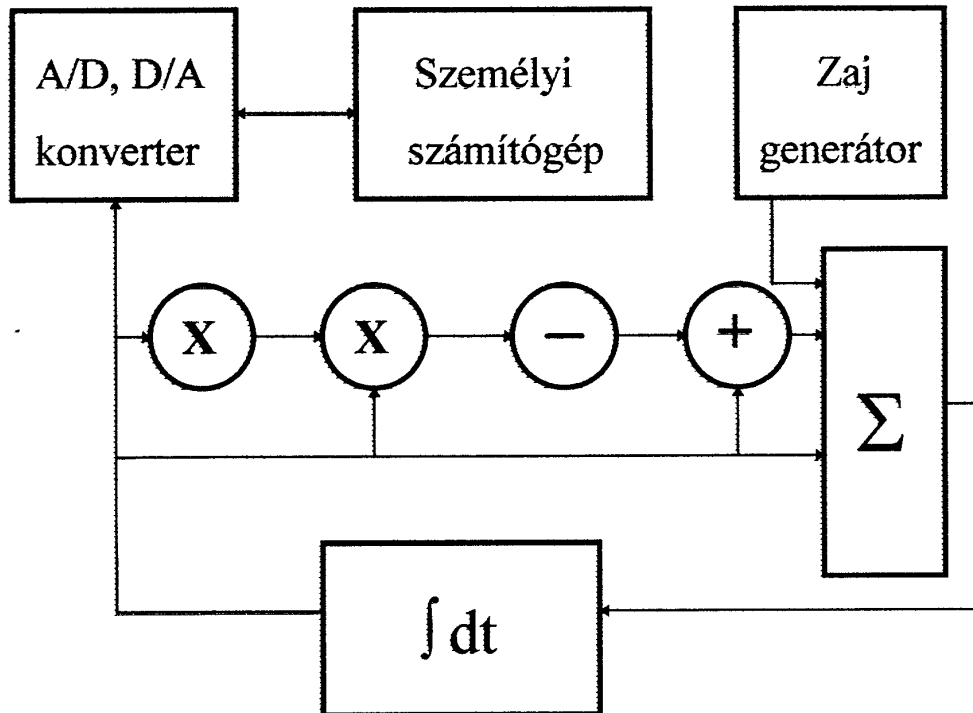 A/D, D/A
konverter
Személyi
számítógép
Zaj
generátor
x
x
−
+
Σ
∫ dt